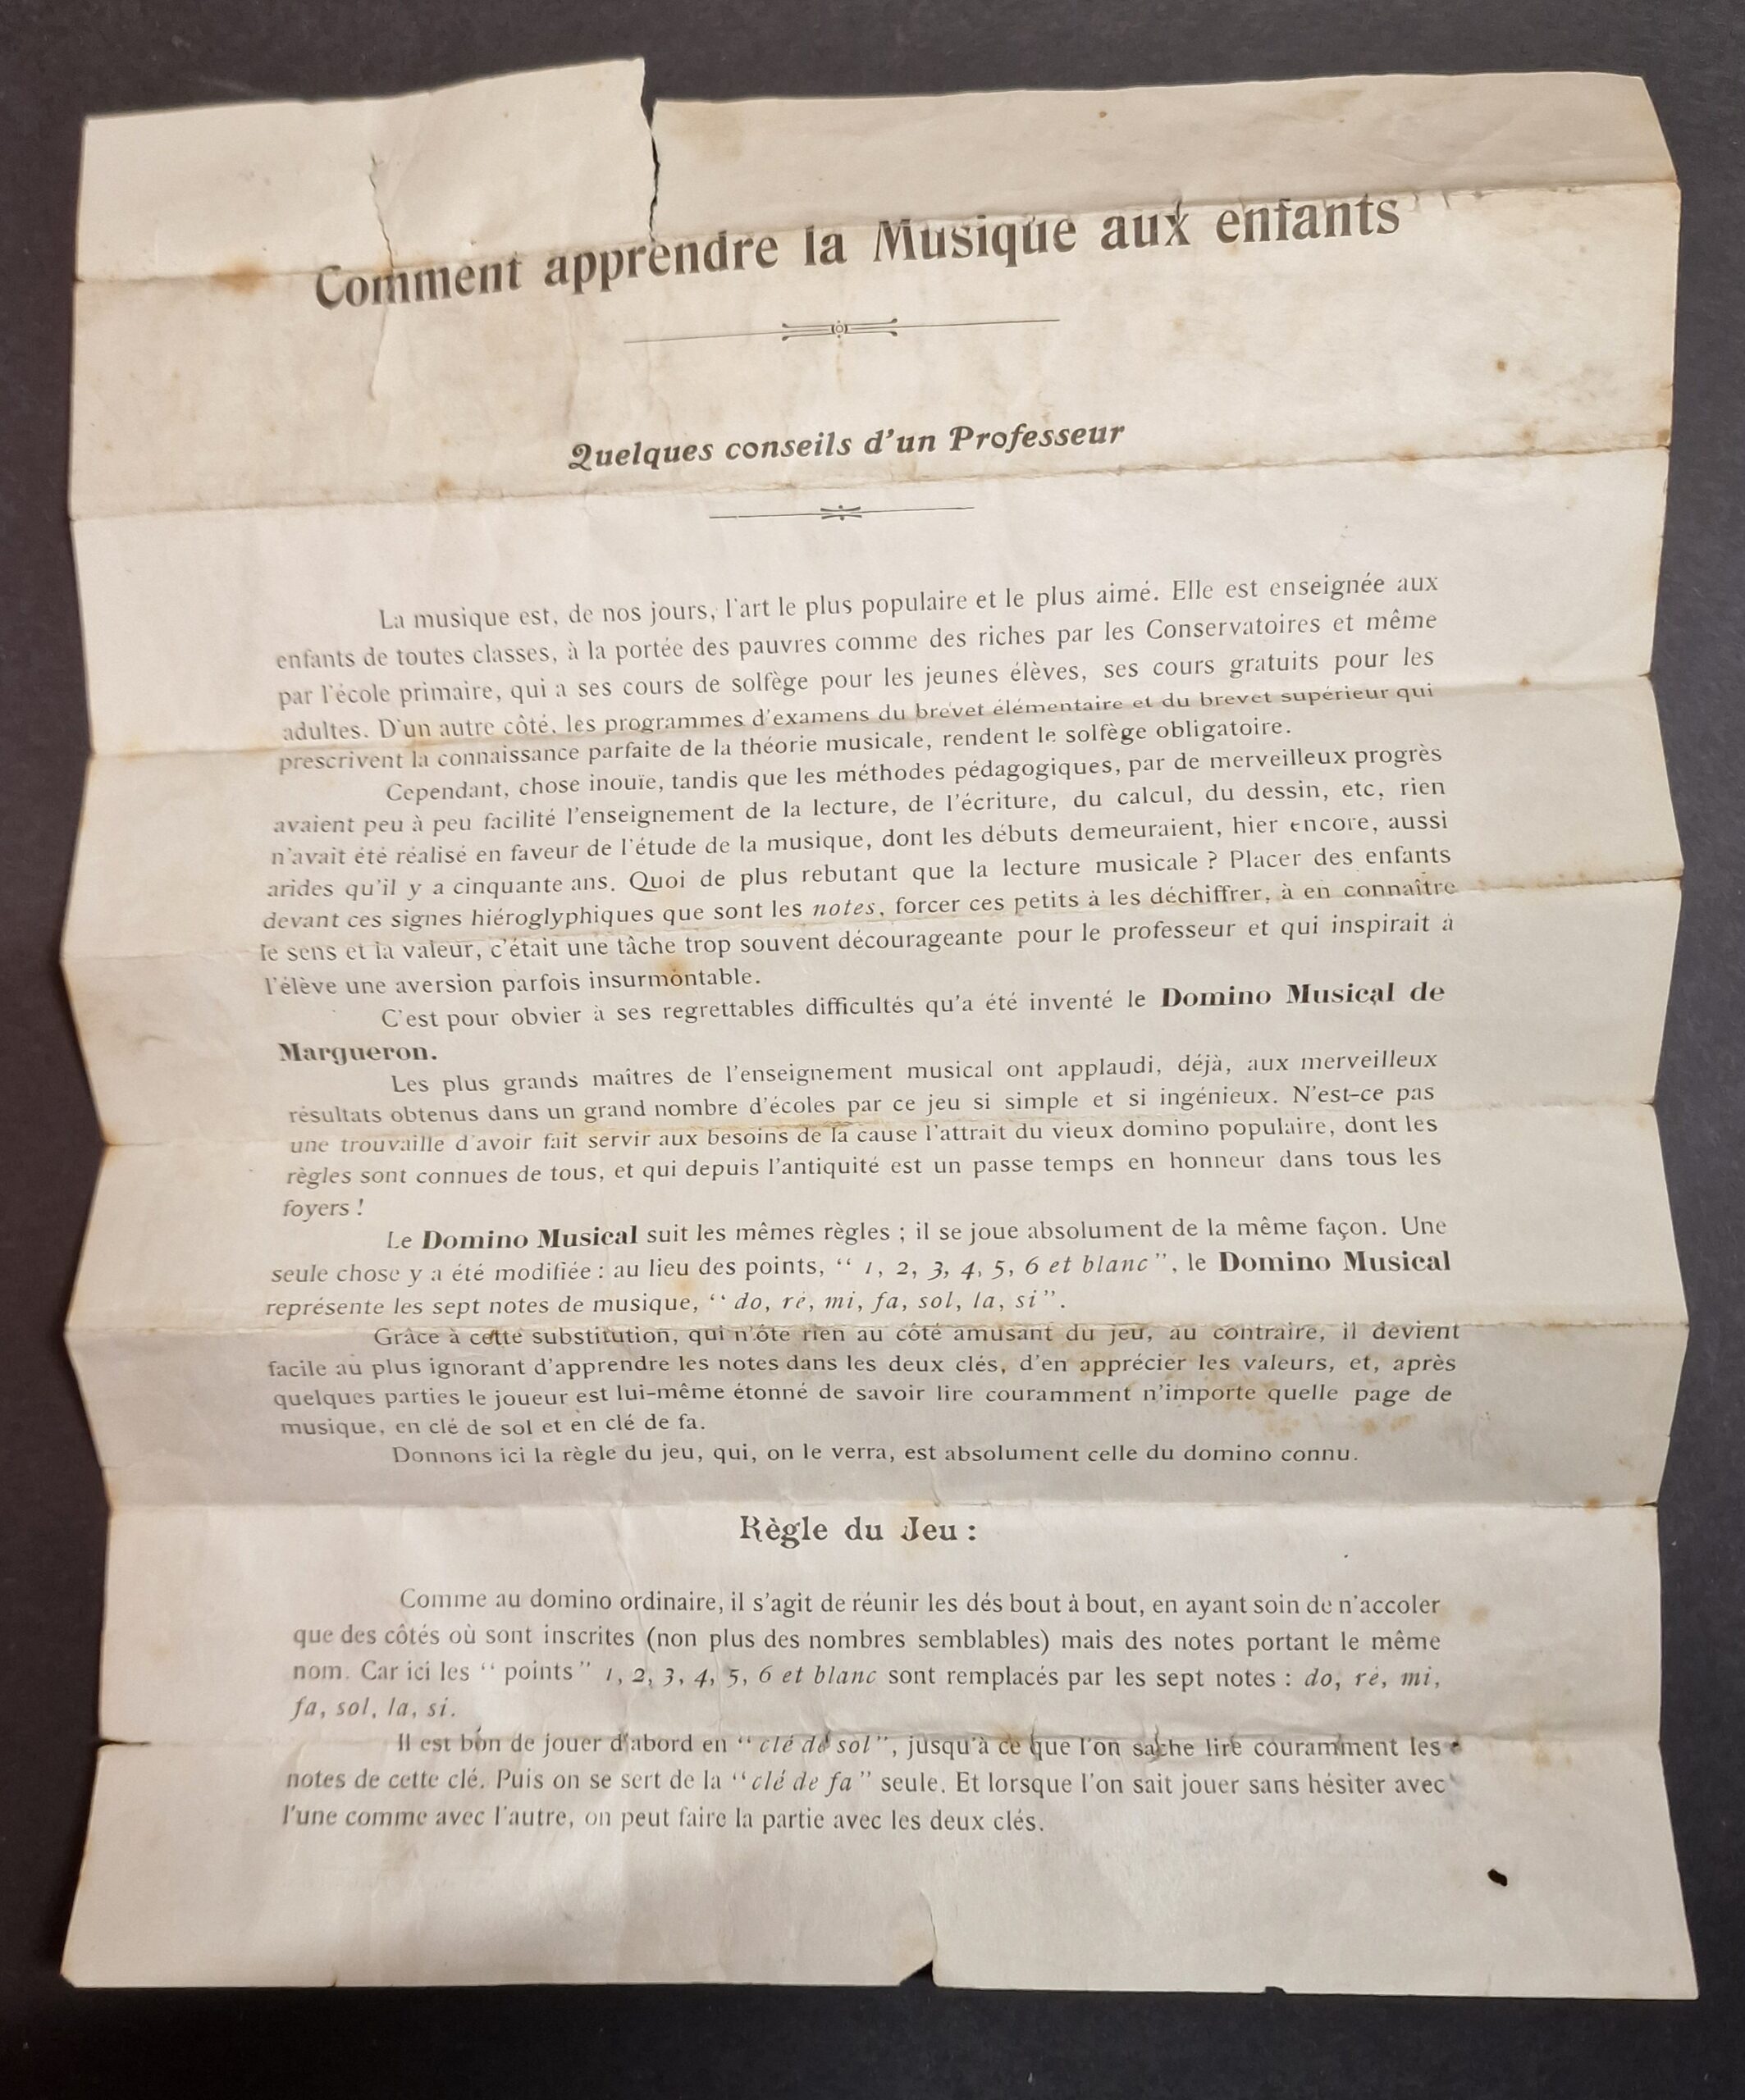 Comment apprendre la Musique aux enfants
Quelques conseils d'un Professeur
La musique est, de nos jours, l'art le plus populaire et le plus aimé. Elle est enseignée aux
enfants de toutes classes, à la portée des pauvres comme des riches par les Conservatoires et même
par l'école primaire, qui a ses cours de solfège pour les jeunes élèves, ses cours gratuits pour les
adultes. D'un autre côté, les programmes d'examens du brevet élémentaire et du brevet supérieur qui
prescrivent la connaissance parfaite de la théorie musicale, rendent le solfège obligatoire.
Cependant, chose inouïe, tandis que les méthodes pédagogiques, par de merveilleux progrès
avaient peu à peu facilité l'enseignement de la lecture, de l'écriture, du calcul, du dessin, etc, rien
n'avait été réalisé en faveur de l'étude de la musique, dont les débuts demeuraient, hier encore, aussi
arides qu'il y a cinquante ans. Quoi de plus rebutant que la lecture musicale ? Placer des enfants
devant ces signes hiéroglyphiques que sont les notes, forcer ces petits à les déchiffrer, à en connaître
le sens et la valeur, c'était une tâche trop souvent décourageante pour le professeur et qui inspirait à
l'élève une aversion parfois insurmontable.
C'est pour obvier à ses regrettables difficultés qu'a été inventé le Domino Musical de
Margueron.
Les plus grands maîtres de l'enseignement musical ont applaudi, déjà, aux merveilleux
résultats obtenus dans un grand nombre d'écoles par ce jeu si simple et si ingénieux. N'est-ce pas
une trouvaille d'avoir fait servir aux besoins de la cause l'attrait du vieux domino populaire, dont les
règles sont connues de tous, et qui depuis l'antiquité est un passe temps en honneur dans tous les
foyers !
Le Domino Musical suit les mêmes règles ; il se joue absolument de la même façon. Une
seule chose y a été modifiée : au lieu des points, “ 1, 2, 3, 4, 5, 6 et blanc ”, le Domino Musical
représente les sept notes de musique, “ do, ré, mi, fa, sol, la, si ”.
Grâce à cette substitution, qui n'ôte rien au côté amusant du jeu, au contraire, il devient
facile au plus ignorant d'apprendre les notes dans les deux clés, d'en apprécier les valeurs, et, après
quelques parties le joueur est lui-même étonné de savoir lire couramment n'importe quelle page de
musique, en clé de sol et en clé de fa.
Donnons ici la règle du jeu, qui, on le verra, est absolument celle du domino connu.
Règle du Jeu :
Comme au domino ordinaire, il s'agit de réunir les dés bout à bout, en ayant soin de n'accoler
que des côtés où sont inscrites (non plus des nombres semblables) mais des notes portant le même
nom. Car ici les “ points ” 1, 2, 3, 4, 5, 6 et blanc sont remplacés par les sept notes : do, ré, mi,
fa, sol, la, si.
Il est bon de jouer d'abord en “ clé de sol ”, jusqu'à ce que l'on sache lire couramment les
notes de cette clé. Puis on se sert de la “ clé de fa ” seule. Et lorsque l'on sait jouer sans hésiter avec
l'une comme avec l'autre, on peut faire la partie avec les deux clés.